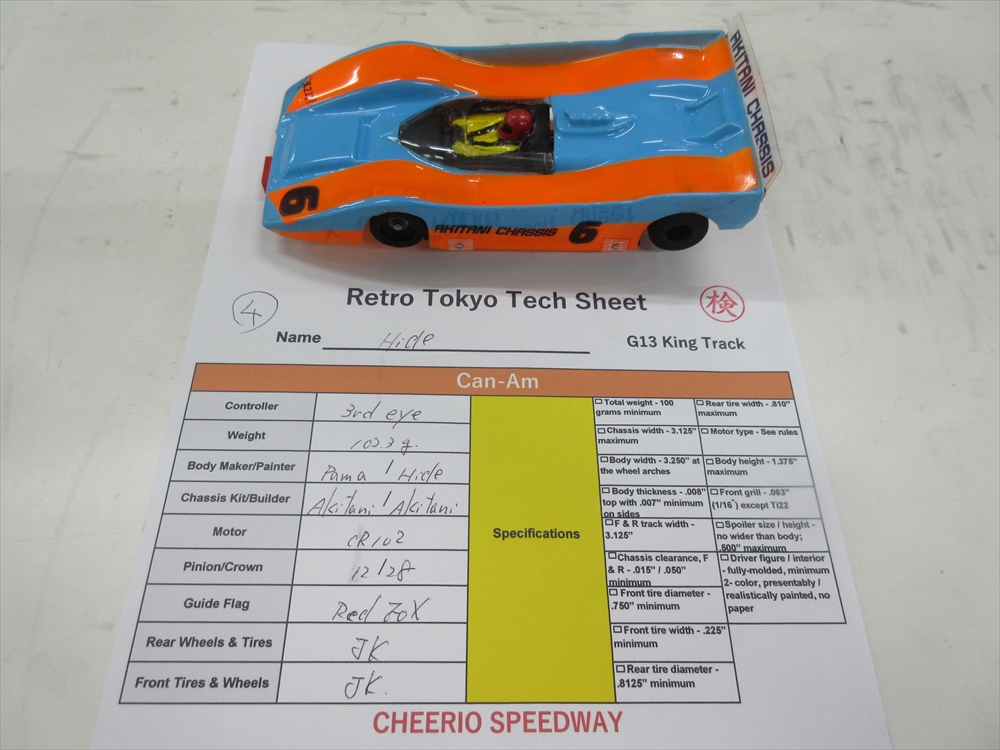 AKITANI CHASSIS
6
AKITANI CHASSIS 6
4
Retro Tokyo Tech Sheet
検
Name Hide
G13 King Track
Can-Am
Controller 3rd eye
Weight 103.3g.
Body Maker/Painter Pama / Hide
Chassis Kit/Builder Akitani / Akitani
Motor CR102
Pinion/Crown 12/28
Guide Flag Red Fox
Rear Wheels & Tires JK
Front Tires & Wheels JK.
Specifications
Total weight - 100
grams minimum
Rear tire width - .810"
maximum
Chassis width - 3.125"
maximum
Motor type - See rules
Body width - 3.250" at
the wheel arches
Body height - 1.375"
maximum
Body thickness - .008"
top with .007" minimum
on sides
Front grill - .063"
(1/16") except Ti22
F & R track width -
3.125"
Spoiler size / height -
no wider than body;
.500" maximum
Chassis clearance, F
& R - .015" / .050"
minimum
Driver figure / interior
- fully-molded, minimum
2- color, presentably /
realistically painted, no
paper
Front tire diameter -
.750" minimum
Front tire width - .225"
minimum
Rear tire diameter -
.8125" minimum
CHEERIO SPEEDWAY